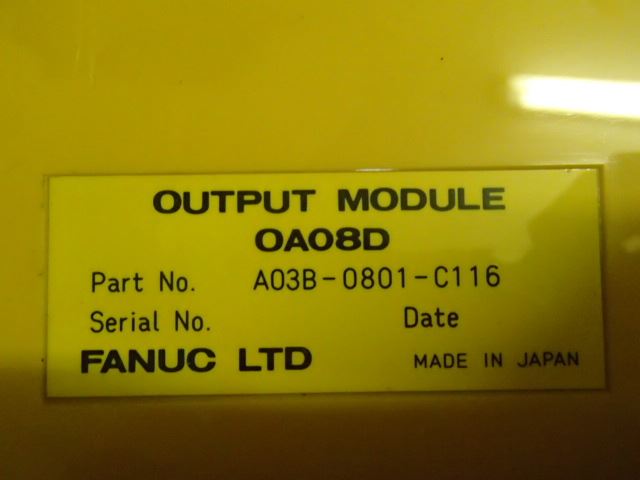 OUTPUT MODULE
OA08D
Part No. A03B-0801-C116
Serial No. Date
FANUC LTD MADE IN JAPAN